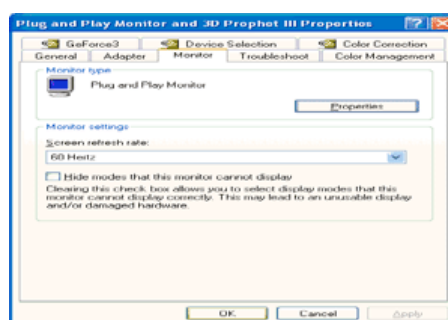 Plug and Play Monitor and 3D Prophet III Properties
GeForce3 Device Selection Color Correction
General Adapter Monitor Troubleshoot Color Management
Monitor type
Plug and Play Monitor
Properties
Monitor settings
Screen refresh rate:
60 Hertz
Hide modes that this monitor cannot display
Clearing this check box allows you to select display modes that this
monitor cannot display correctly. This may lead to an unusable display
and/or damaged hardware.
OK Cancel Apply